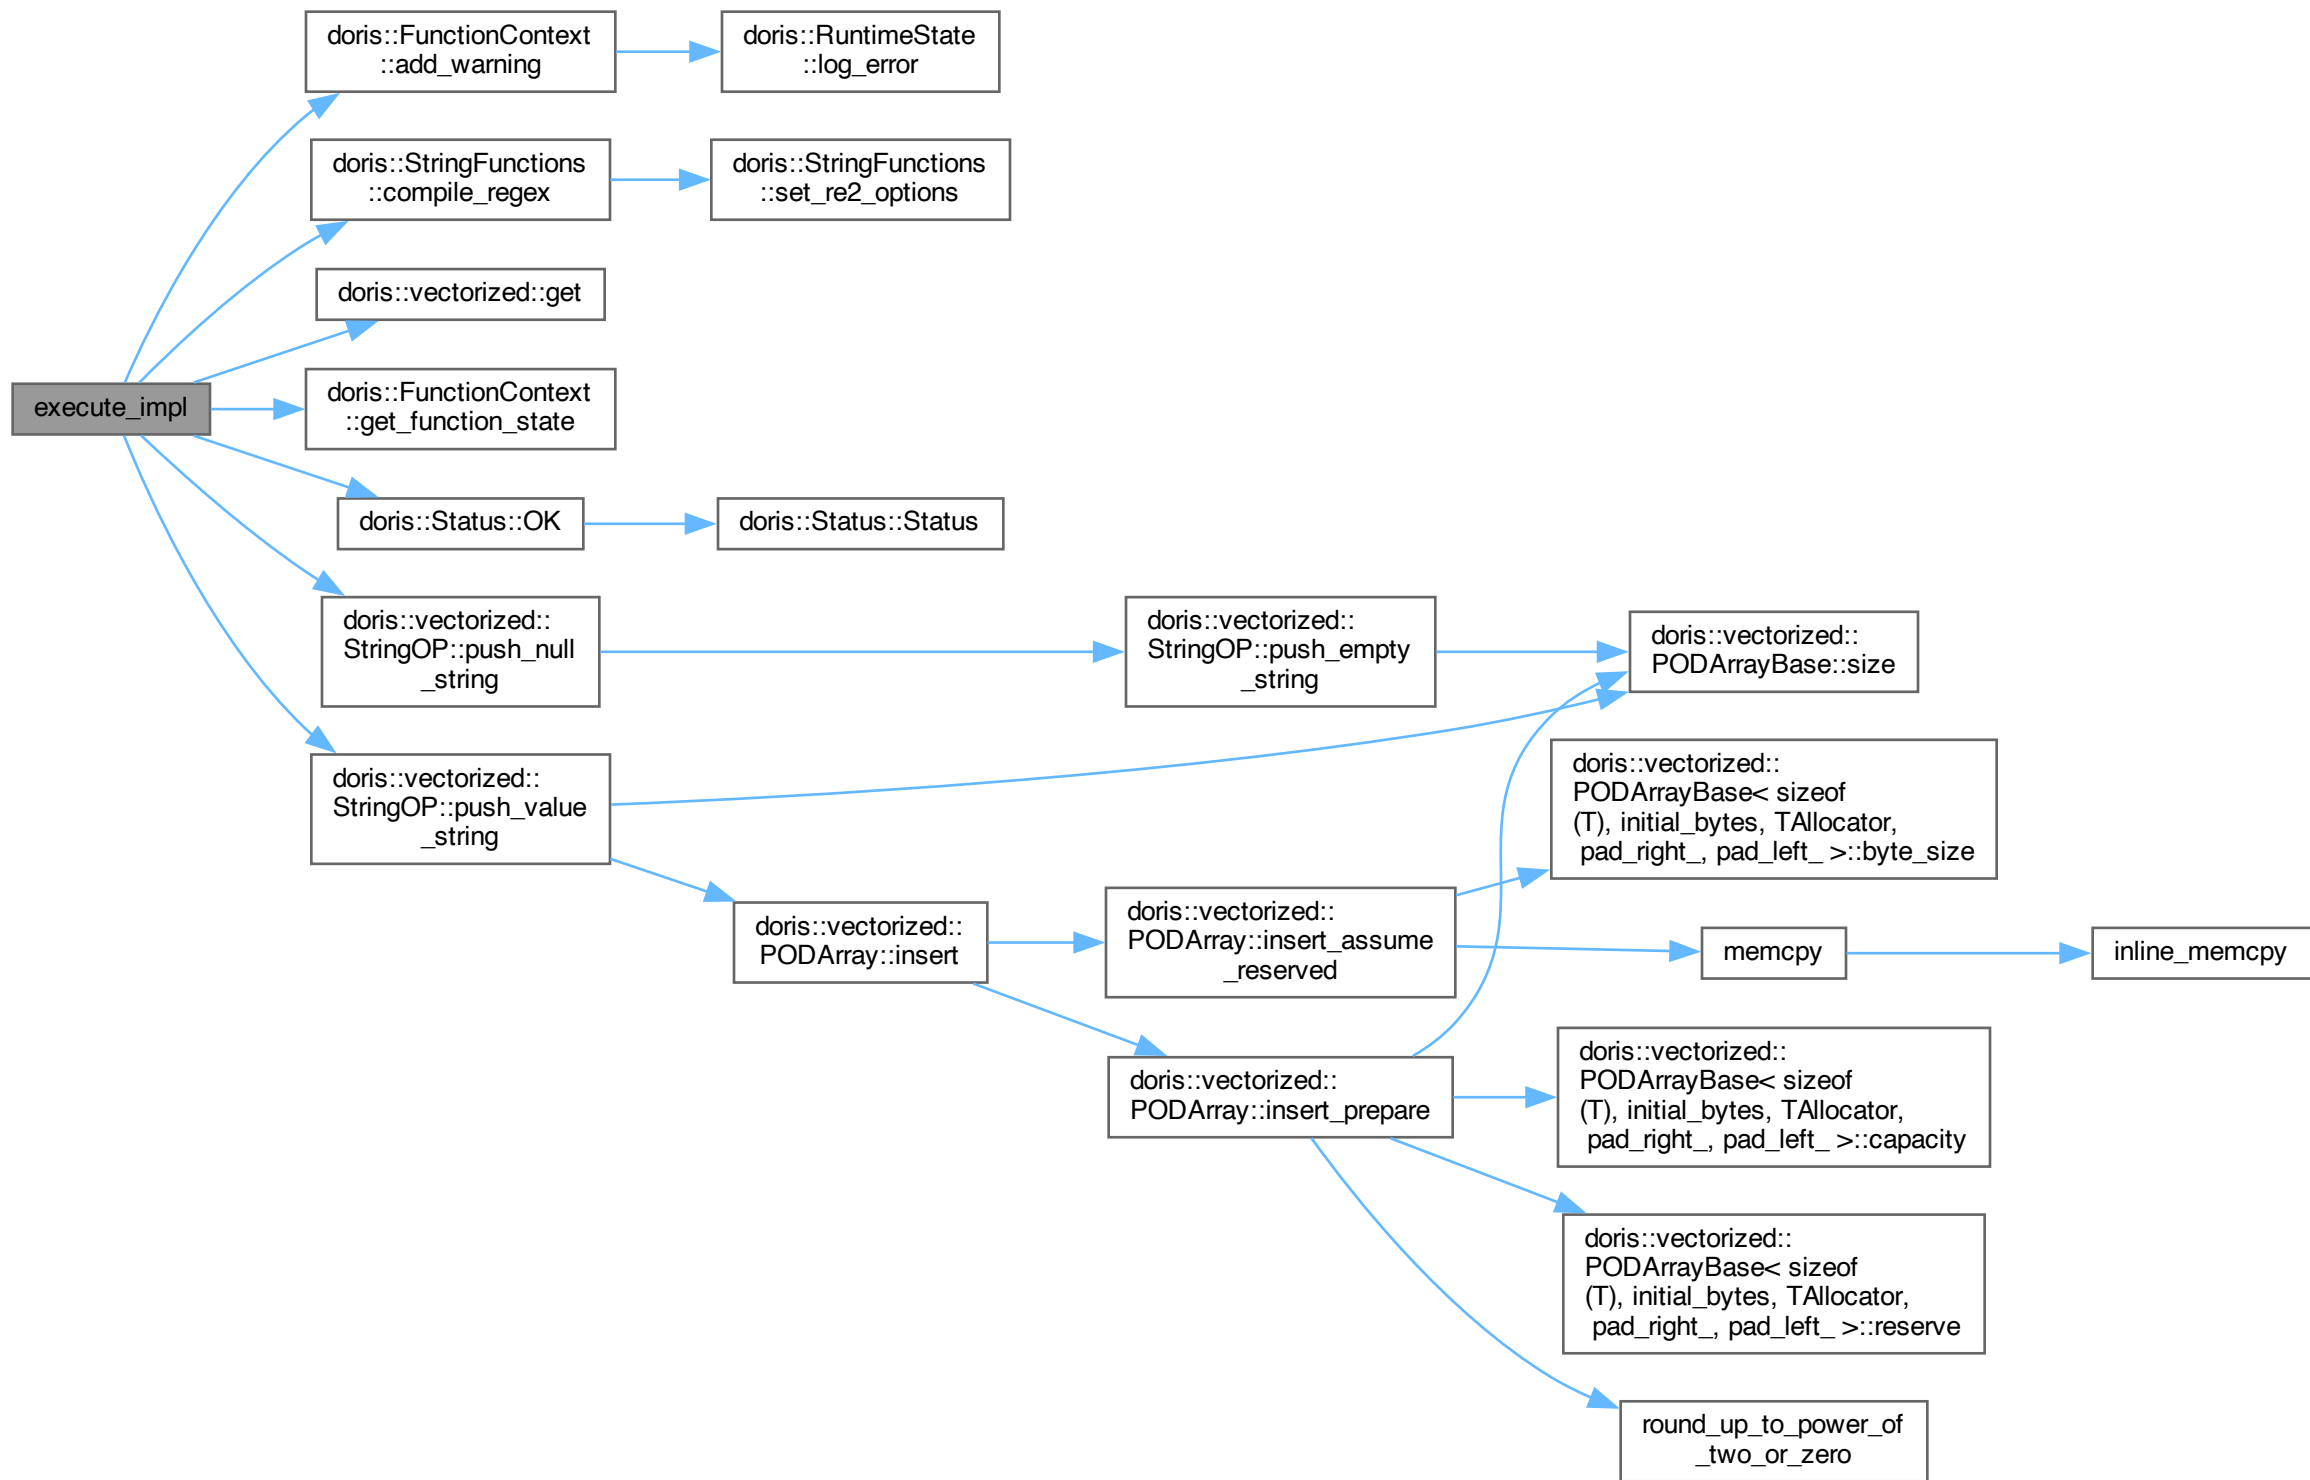 doris::FunctionContext
::add_warning
doris::RuntimeState
::log_error
doris::StringFunctions
::compile_regex
doris::StringFunctions
::set_re2_options
doris::vectorized::get
execute_impl
doris::FunctionContext
::get_function_state
doris::Status::OK
doris::Status::Status
doris::vectorized::
StringOP::push_null
_string
doris::vectorized::
StringOP::push_empty
_string
doris::vectorized::
PODArrayBase::size
doris::vectorized::
StringOP::push_value
_string
doris::vectorized::
PODArrayBase< sizeof
(T), initial_bytes, TAllocator,
pad_right_, pad_left_ >::byte_size
doris::vectorized::
PODArray::insert
doris::vectorized::
PODArray::insert_assume
_reserved
memcpy
inline_memcpy
doris::vectorized::
PODArray::insert_prepare
doris::vectorized::
PODArrayBase< sizeof
(T), initial_bytes, TAllocator,
pad_right_, pad_left_ >::capacity
doris::vectorized::
PODArrayBase< sizeof
(T), initial_bytes, TAllocator,
pad_right_, pad_left_ >::reserve
round_up_to_power_of
_two_or_zero